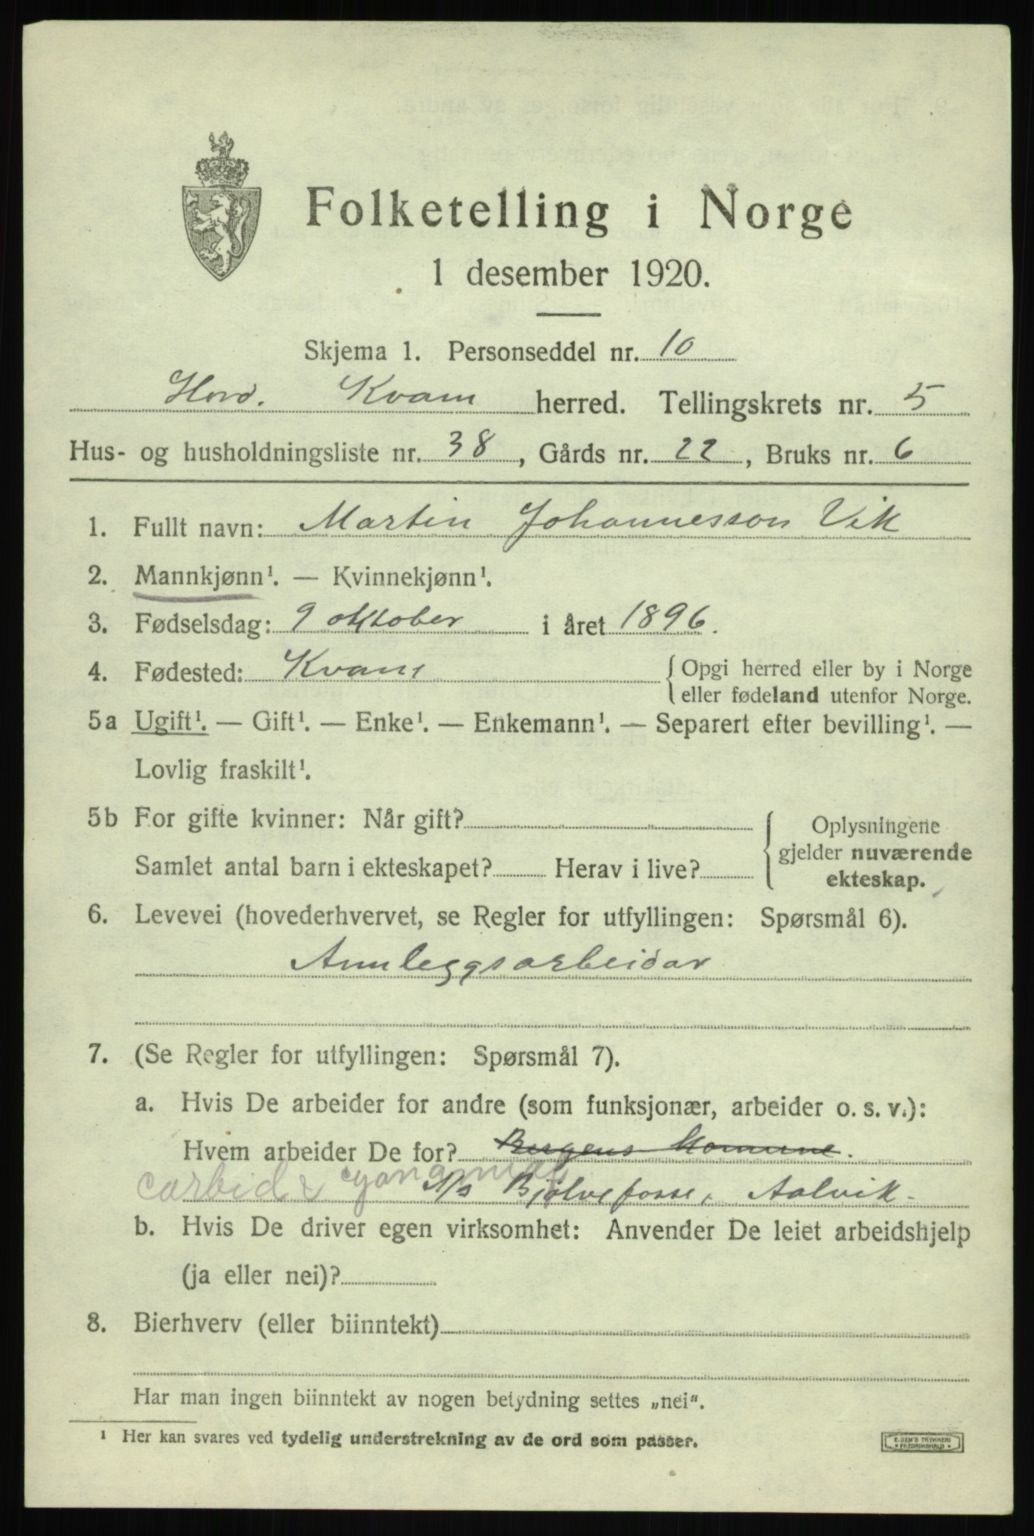 Folketelling i Norge
1 desember 1920.
Skjema 1. Personseddel nr. 10
Hord. Kvam herred. Tellingskrets nr. 5
Hus- og husholdningsliste nr. 38, Gårds nr. 22, Bruks nr. 6
1. Fullt navn: Martin Johannesson Vik
2. Mannkjønn¹. — Kvinnekjønn¹.
3. Fødselsdag: 9 oktober i året 1896.
4. Fødested: Kvam {Opgi herred eller by i Norge
eller fødeland utenfor Norge.
5a Ugift¹. — Gift¹. — Enke¹. — Enkemann¹. — Separert efter bevilling¹. —
Lovlig fraskilt¹.
5b For gifte kvinner: Når gift? Oplysningene
gjelder nuværende
Samlet antal barn i ekteskapet? Herav i live? ekteskap.
6. Levevei (hovederhvervet, se Regler for utfyllingen: Spørsmål 6).
Annleggsarbeidar
7. (Se Regler for utfyllingen: Spørsmål 7).
a. Hvis De arbeider for andre (som funksjonær, arbeider o. s. v.):
Hvem arbeider De for? Bergens Komune.
carbid & cyanamid A/s Bjølvefosse, Aalvik.
b. Hvis De driver egen virksomhet: Anvender De leiet arbeidshjelp
(ja eller nei)?
8. Bierhverv (eller biinntekt)
Har man ingen biinntekt av nogen betydning settes „nei“.
¹ Her kan svares ved tydelig understrekning av de ord som passer.